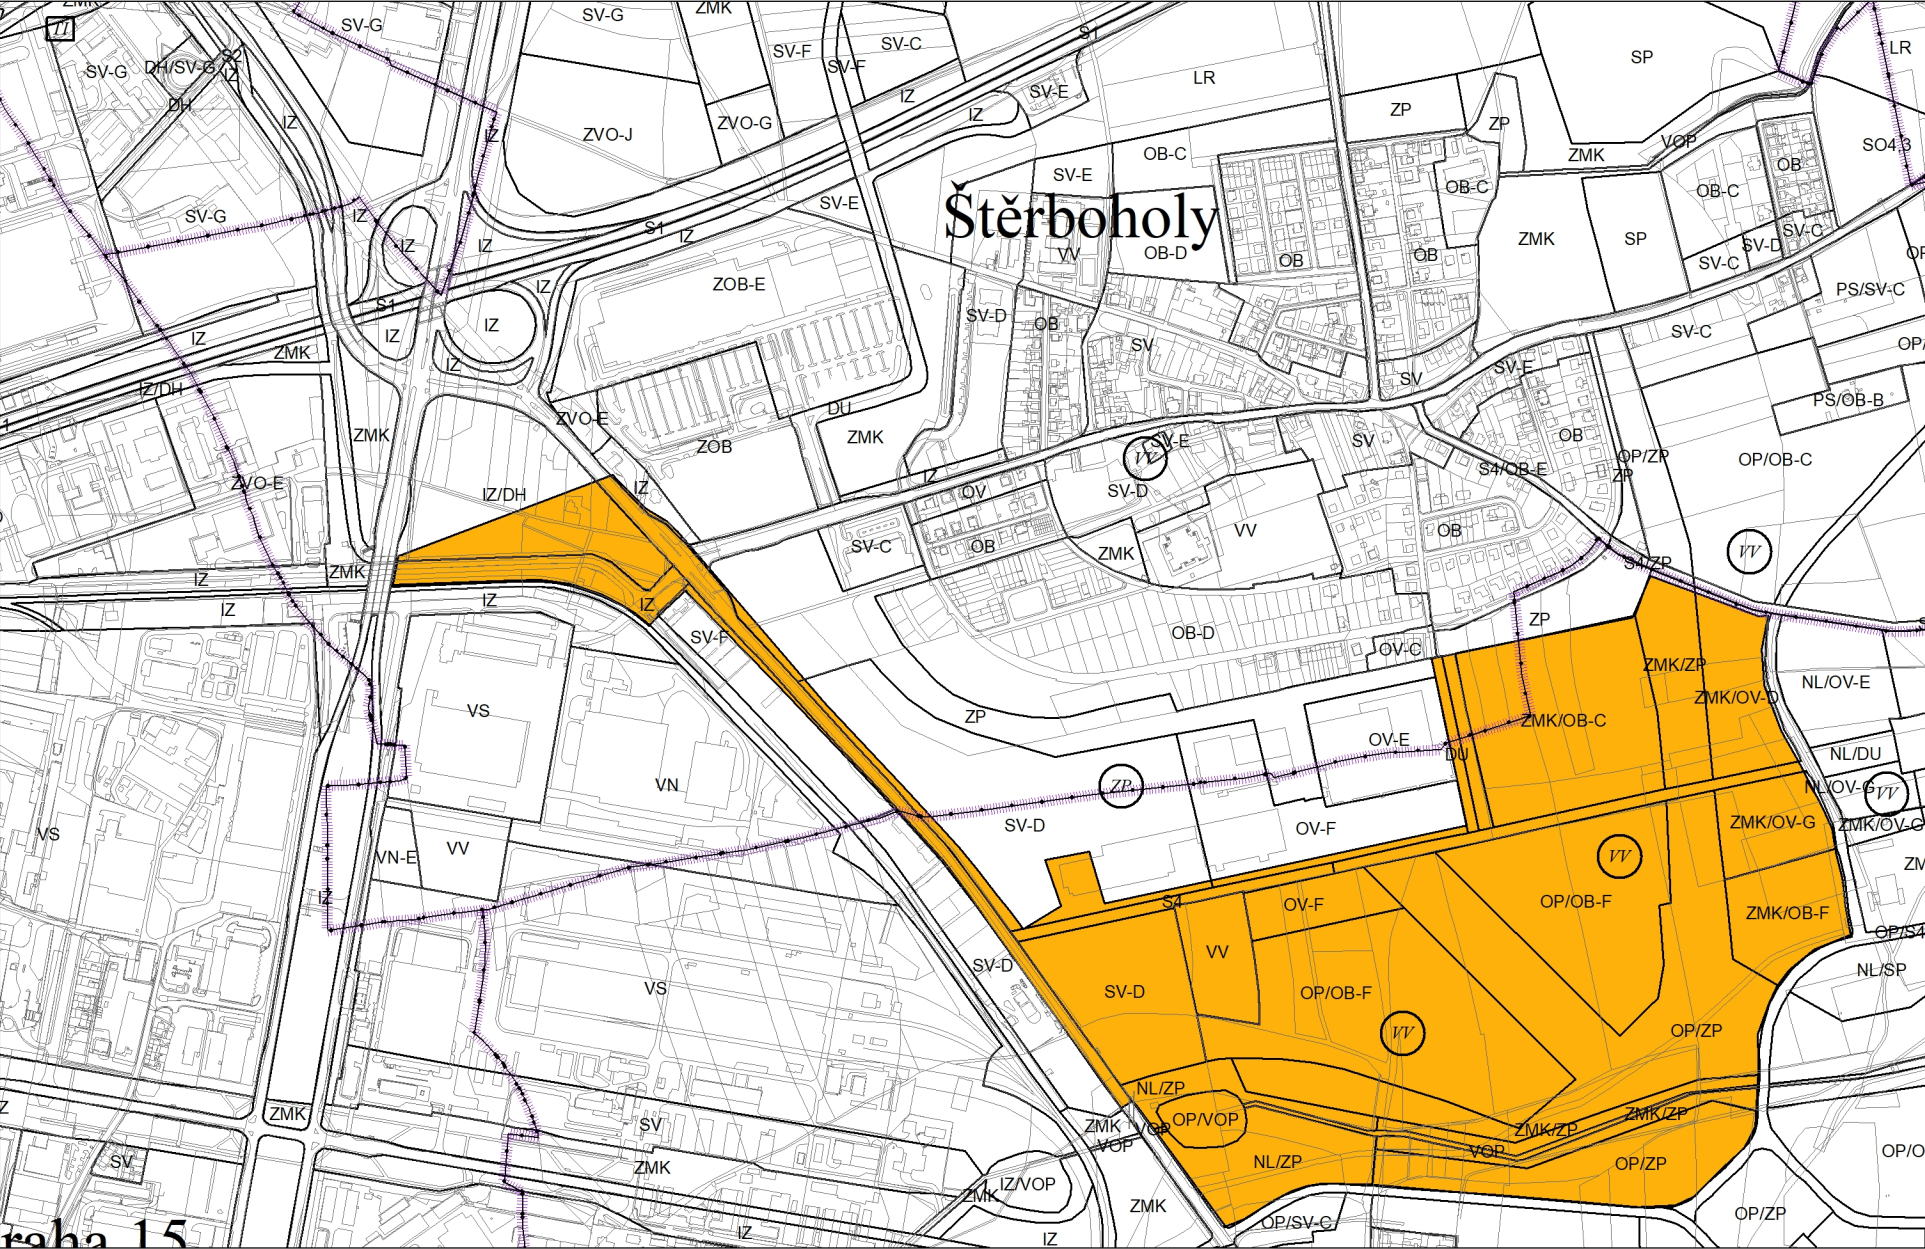 ZMK
SV-G
SV-G
ZMK
S1
TI
SV-G
DH/SV-G
S2
IZ
SV-F
SV-F
SV-C
SP
LR
LR
DH
IZ
IZ
ZVO-J
ZVO-G
IZ
IZ
SV-E
ZP
ZP
OB-C
ZMK
VOP
OB
SO4,3
SV-E
OB-C
OB-C
SV-G
IZ
SV-E
Štěrboholy
IZ
IZ
S1
IZ
VV
OB-D
OB
OB
ZMK
SP
SV-C
SV-D
SV-C
IZ
ZOB-E
PS/SV-C
S1
IZ
IZ
SV-D
OB
SV
SV-C
IZ
ZMK
IZ
SV-E
SV
IZ/DH
ZMK
ZVO-E
DU
ZMK
ZOB
PS/OB-B
SV-E
SV
OB
VV
OP/ZP
OP/OB-C
S4/OB-E
ZP
ZVO-E
IZ/DH
IZ
IZ
OV
SV-D
VV
OB
SV-C
OB
ZMK
VV
S4/ZP
IZ
ZMK
IZ
IZ
IZ
SV-F
OB-D
ZP
OV-C
ZMK/ZP
NL/OV-E
ZMK/OV-D
VS
ZP
ZMK/OB-C
OV-E
DU
NL/DU
VN
ZP
NL/OV-G
VV
VS
SV-D
OV-F
ZMK/OV-G
VN-E
VV
VV
IZ
S4
OV-F
OP/OB-F
ZMK/OB-F
VV
SV-D
NL/SP
VS
SV-D
OP/OB-F
VV
OP/ZP
NL/ZP
ZMK
SV
ZMK
VOP
VOP
OP/VOP
ZMK/ZP
ZMK/ZP
VOP
SV
ZMK
NL/ZP
OP/ZP
ZMK
IZ/VOP
ZMK
OP/SV-C
OP/ZP
IZ
IZ
raha 15